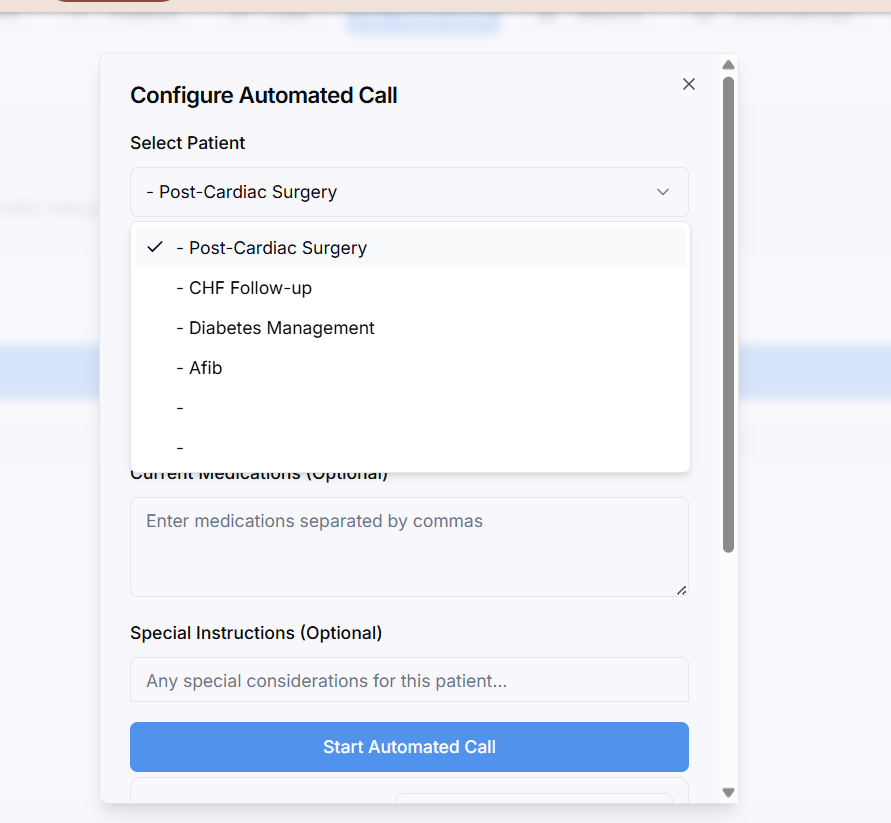 Configure Automated Call
Select Patient
- Post-Cardiac Surgery
- Post-Cardiac Surgery
- CHF Follow-up
- Diabetes Management
- Afib
-
-
Current Medications (Optional)
Enter medications separated by commas
Special Instructions (Optional)
Any special considerations for this patient...
Start Automated Call